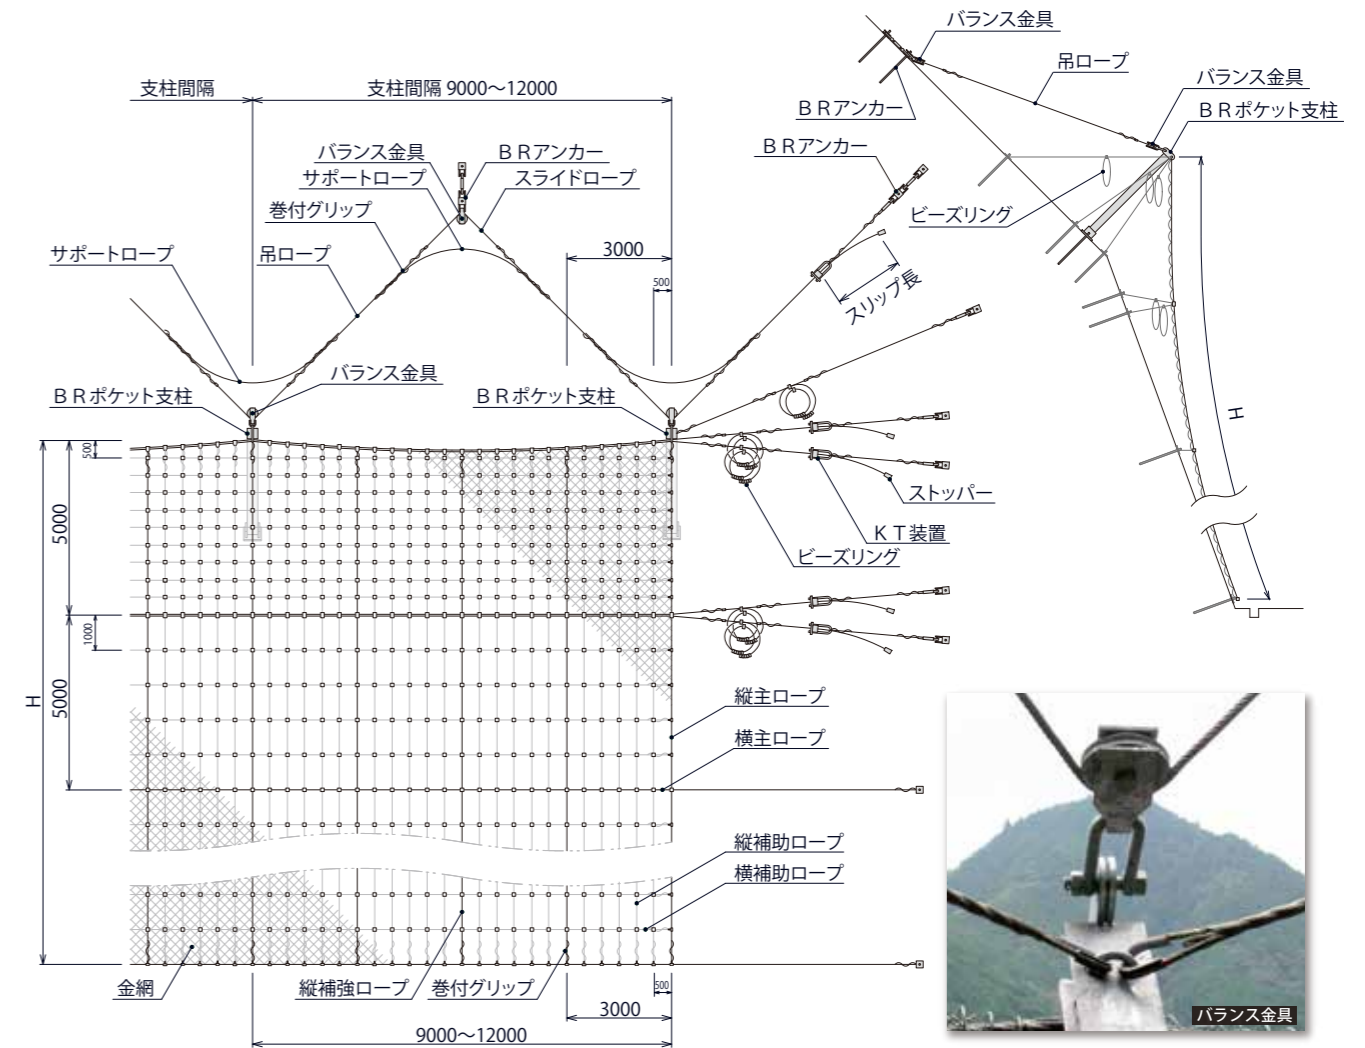 バランス金具
吊ロープ
バランス金具
BRポケット支柱
BRアンカー
ビーズリング
H
支柱間隔
支柱間隔 9000〜12000
バランス金具
サポートロープ
巻付グリップ
サポートロープ
吊ロープ
BRアンカー
スライドロープ
BRアンカー
3000
500
スリップ長
バランス金具
BRポケット支柱
BRポケット支柱
500
5000
1000
5000
H
ストッパー
KT装置
ビーズリング
縦主ロープ
横主ロープ
縦補助ロープ
横補助ロープ
金網
縦補強ロープ
巻付グリップ
500
3000
9000〜12000
バランス金具